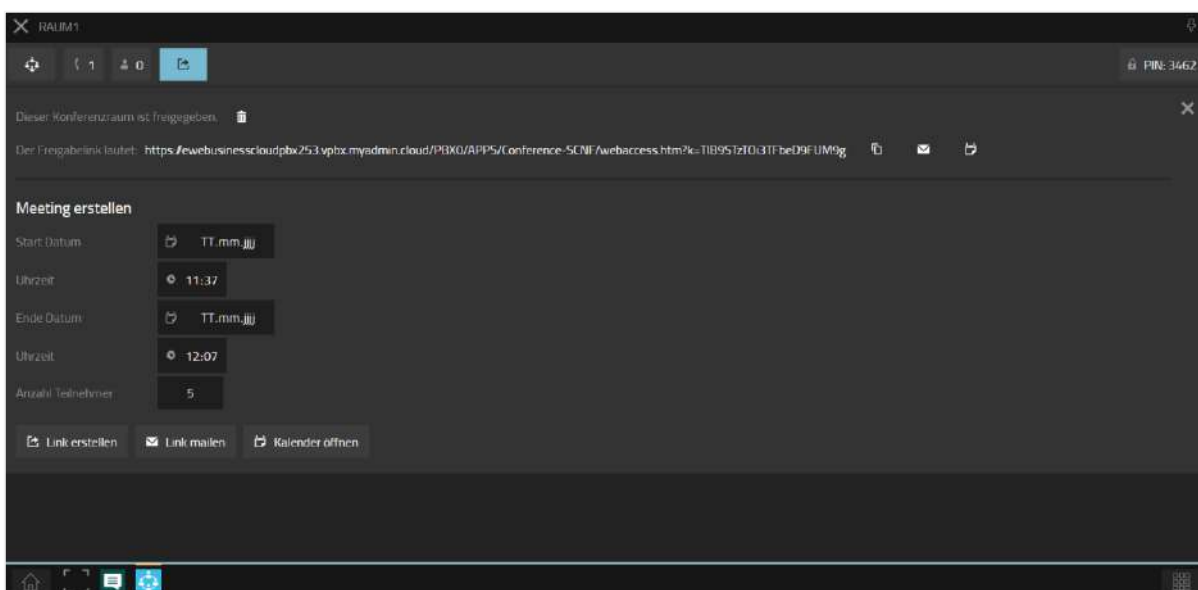 RAUM1
1 0 PIN: 3462
Dieser Konferenzraum ist freigegeben.
Der Freigabelink lautet: https://ewebusinesscloudpbx253.vpbx.myadmin.cloud/PBX0/APPS/Conference-SCNF/webaccess.htm?k=
Meeting erstellen
Start Datum TT.mm.jjjj
Uhrzeit 11:37
Ende Datum TT.mm.jjjj
Uhrzeit 12:07
Anzahl Teilnehmer 5
Link erstellen Link mailen Kalender öffnen